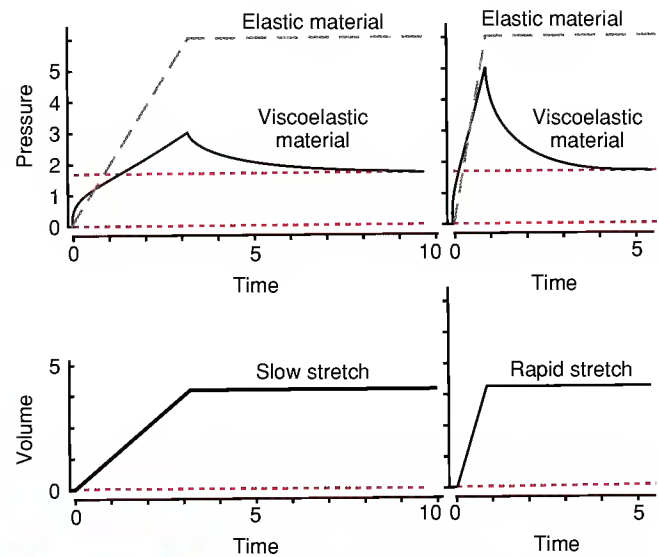 Elastic material
Elastic material
Pressure
5
4
3
2
1
0
Viscoelastic
material
Viscoelastic
material
0
5
10
0
5
Time
Time
Volume
5
0
Slow stretch
Rapid stretch
0
5
10
0
5
Time
Time